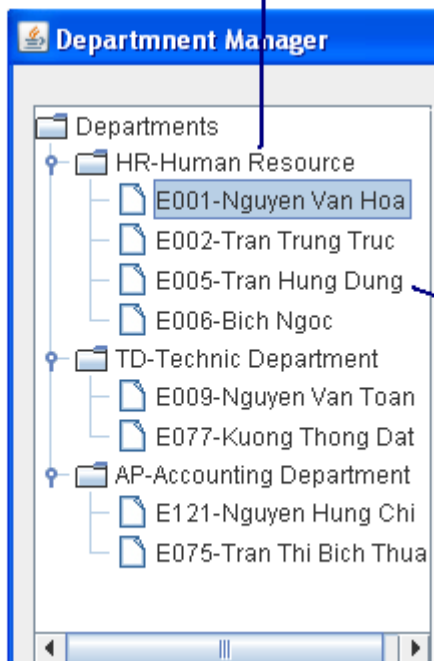 Departmnent Manager
Departments
HR-Human Resource
E001-Nguyen Van Hoa
E002-Tran Trung Truc
E005-Tran Hung Dung
E006-Bich Ngoc
TD-Technic Department
E009-Nguyen Van Toan
E077-Kuong Thong Dat
AP-Accounting Department
E121-Nguyen Hung Chi
E075-Tran Thi Bich Thua